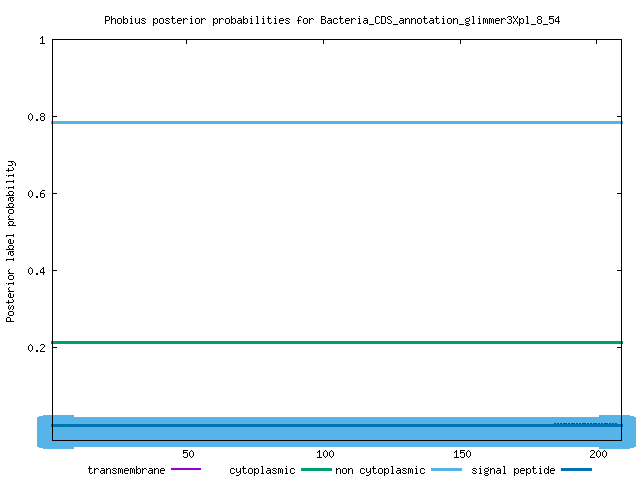 Phobius posterior probabilities for Bacteria_CDS_annotation_glimmer3Xpl_8_54
1
0.8
0.6
0.4
0.2
Posterior label probability
50 100 150 200
transmembrane cytoplasmic non cytoplasmic signal peptide